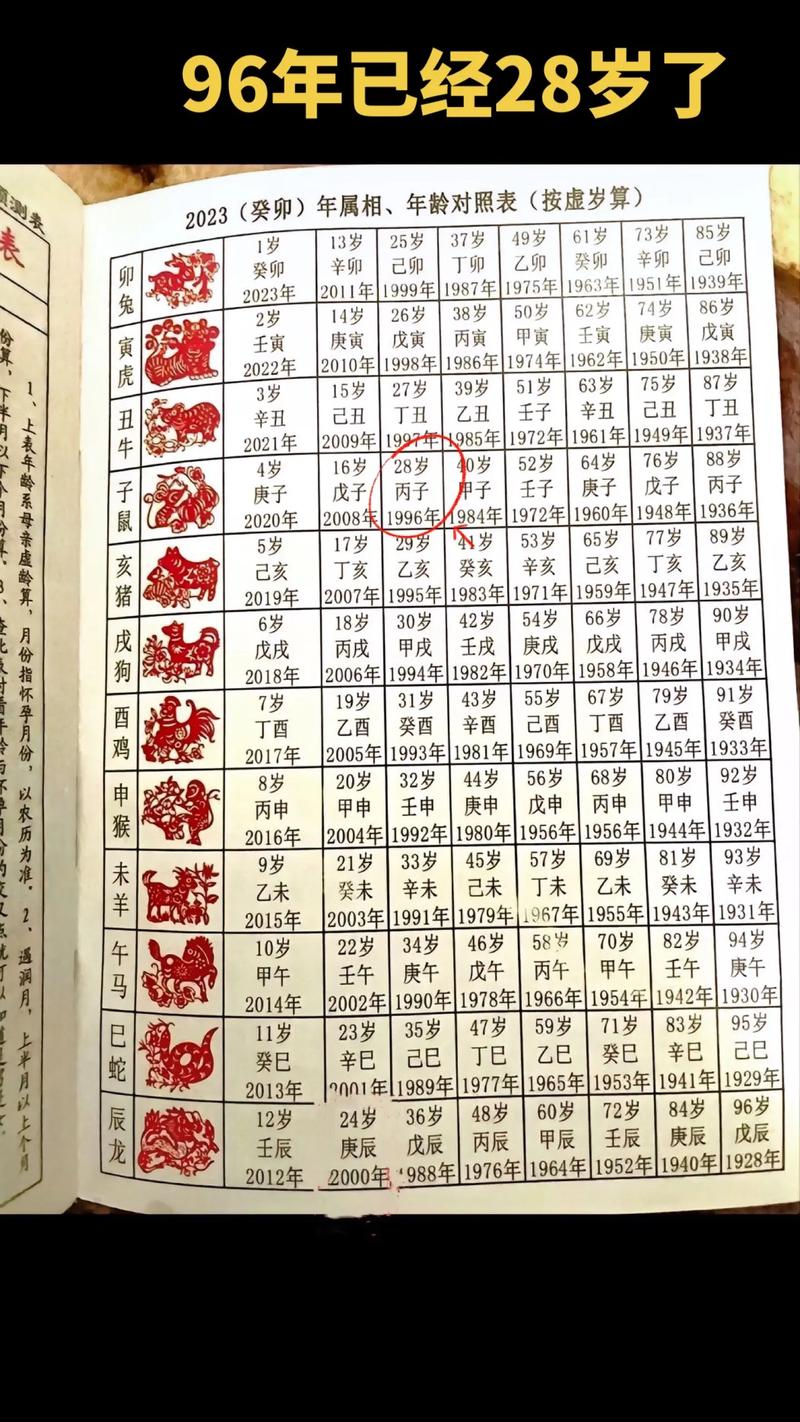 96年已经28岁了
测表
表
1、上表年龄系母亲虚龄算，月份指怀孕月份，以农历为准。2、遇润月，上半月以上个月
2023（癸卯）年属相、年龄对照表（按虚岁算）
卯兔
1岁 13岁 25岁 37岁 49岁 61岁 73岁 85岁
癸卯 辛卯 己卯 丁卯 乙卯 癸卯 辛卯 己卯
2023年 2011年 1999年 1987年 1975年 1963年 1951年 1939年
寅虎
2岁 14岁 26岁 38岁 50岁 62岁 74岁 86岁
壬寅 庚寅 戊寅 丙寅 甲寅 壬寅 庚寅 戊寅
2022年 2010年 1998年 1986年 1974年 1962年 1950年 1938年
丑牛
3岁 15岁 27岁 39岁 51岁 63岁 75岁 87岁
辛丑 己丑 丁丑 乙丑 壬子 辛丑 己丑 丁丑
2021年 2009年 1997年 1985年 1972年 1961年 1949年 1937年
子鼠
4岁 16岁 28岁 40岁 52岁 64岁 76岁 88岁
庚子 戊子 丙子 甲子 壬子 庚子 戊子 丙子
2020年 2008年 1996年 1984年 1972年 1960年 1948年 1936年
亥猪
5岁 17岁 29岁 41岁 53岁 65岁 77岁 89岁
己亥 丁亥 乙亥 癸亥 辛亥 己亥 丁亥 乙亥
2019年 2007年 1995年 1983年 1971年 1959年 1947年 1935年
戌狗
6岁 18岁 30岁 42岁 54岁 66岁 78岁 90岁
戊戌 丙戌 甲戌 壬戌 庚戌 戊戌 丙戌 甲戌
2018年 2006年 1994年 1982年 1970年 1958年 1946年 1934年
酉鸡
7岁 19岁 31岁 43岁 55岁 67岁 79岁 91岁
丁酉 乙酉 癸酉 辛酉 己酉 丁酉 乙酉 癸酉
2017年 2005年 1993年 1981年 1969年 1957年 1945年 1933年
申猴
8岁 20岁 32岁 44岁 56岁 68岁 80岁 92岁
丙申 甲申 壬申 庚申 戊申 丙申 甲申 壬申
2016年 2004年 1992年 1980年 1956年 1956年 1944年 1932年
未羊
9岁 21岁 33岁 45岁 57岁 69岁 81岁 93岁
乙未 癸未 辛未 己未 丁未 乙未 癸未 辛未
2015年 2003年 1991年 1979年 1967年 1955年 1943年 1931年
午马
10岁 22岁 34岁 46岁 58岁 70岁 82岁 94岁
甲午 壬午 庚午 戊午 丙午 甲午 壬午 庚午
2014年 2002年 1990年 1978年 1966年 1954年 1942年 1930年
巳蛇
11岁 23岁 35岁 47岁 59岁 71岁 83岁 95岁
癸巳 辛巳 己巳 丁巳 乙巳 癸巳 辛巳 己巳
2013年 2001年 1989年 1977年 1965年 1953年 1941年 1929年
辰龙
12岁 24岁 36岁 48岁 60岁 72岁 84岁 96岁
壬辰 庚辰 戊辰 丙辰 甲辰 壬辰 庚辰 戊辰
2012年 2000年 1988年 1976年 1964年 1952年 1940年 1928年